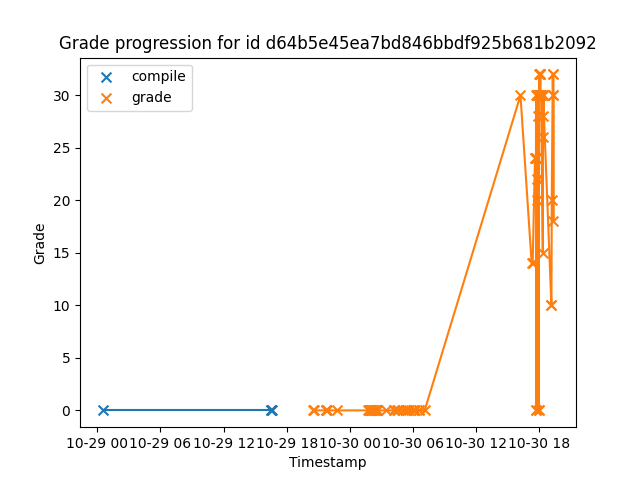 Grade progression for id d64b5e45ea7bd846bbdf925b681b2092
compile
grade
Grade
30
25
20
15
10
5
0
10-29 00 10-29 06 10-29 12 10-29 18 10-30 00 10-30 06 10-30 12 10-30 18
Timestamp